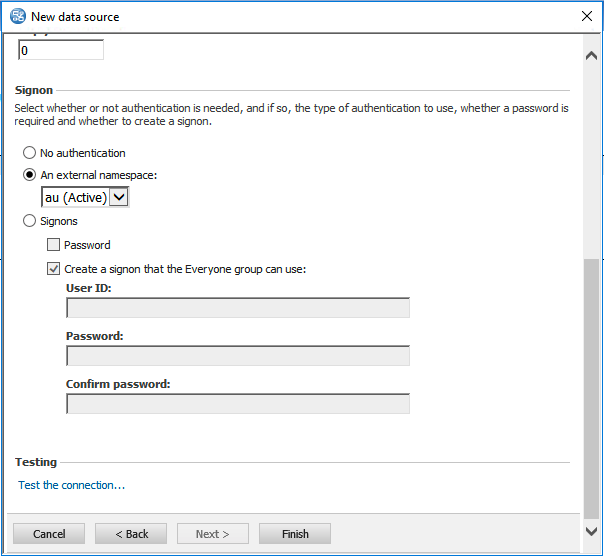 New data source
0
Signon
Select whether or not authentication is needed, and if so, the type of authentication to use, whether a password is
required and whether to create a signon.
No authentication
An external namespace:
au (Active)
Signons
Password
Create a signon that the Everyone group can use:
User ID:
Password:
Confirm password:
Testing
Test the connection...
Cancel
< Back
Next >
Finish